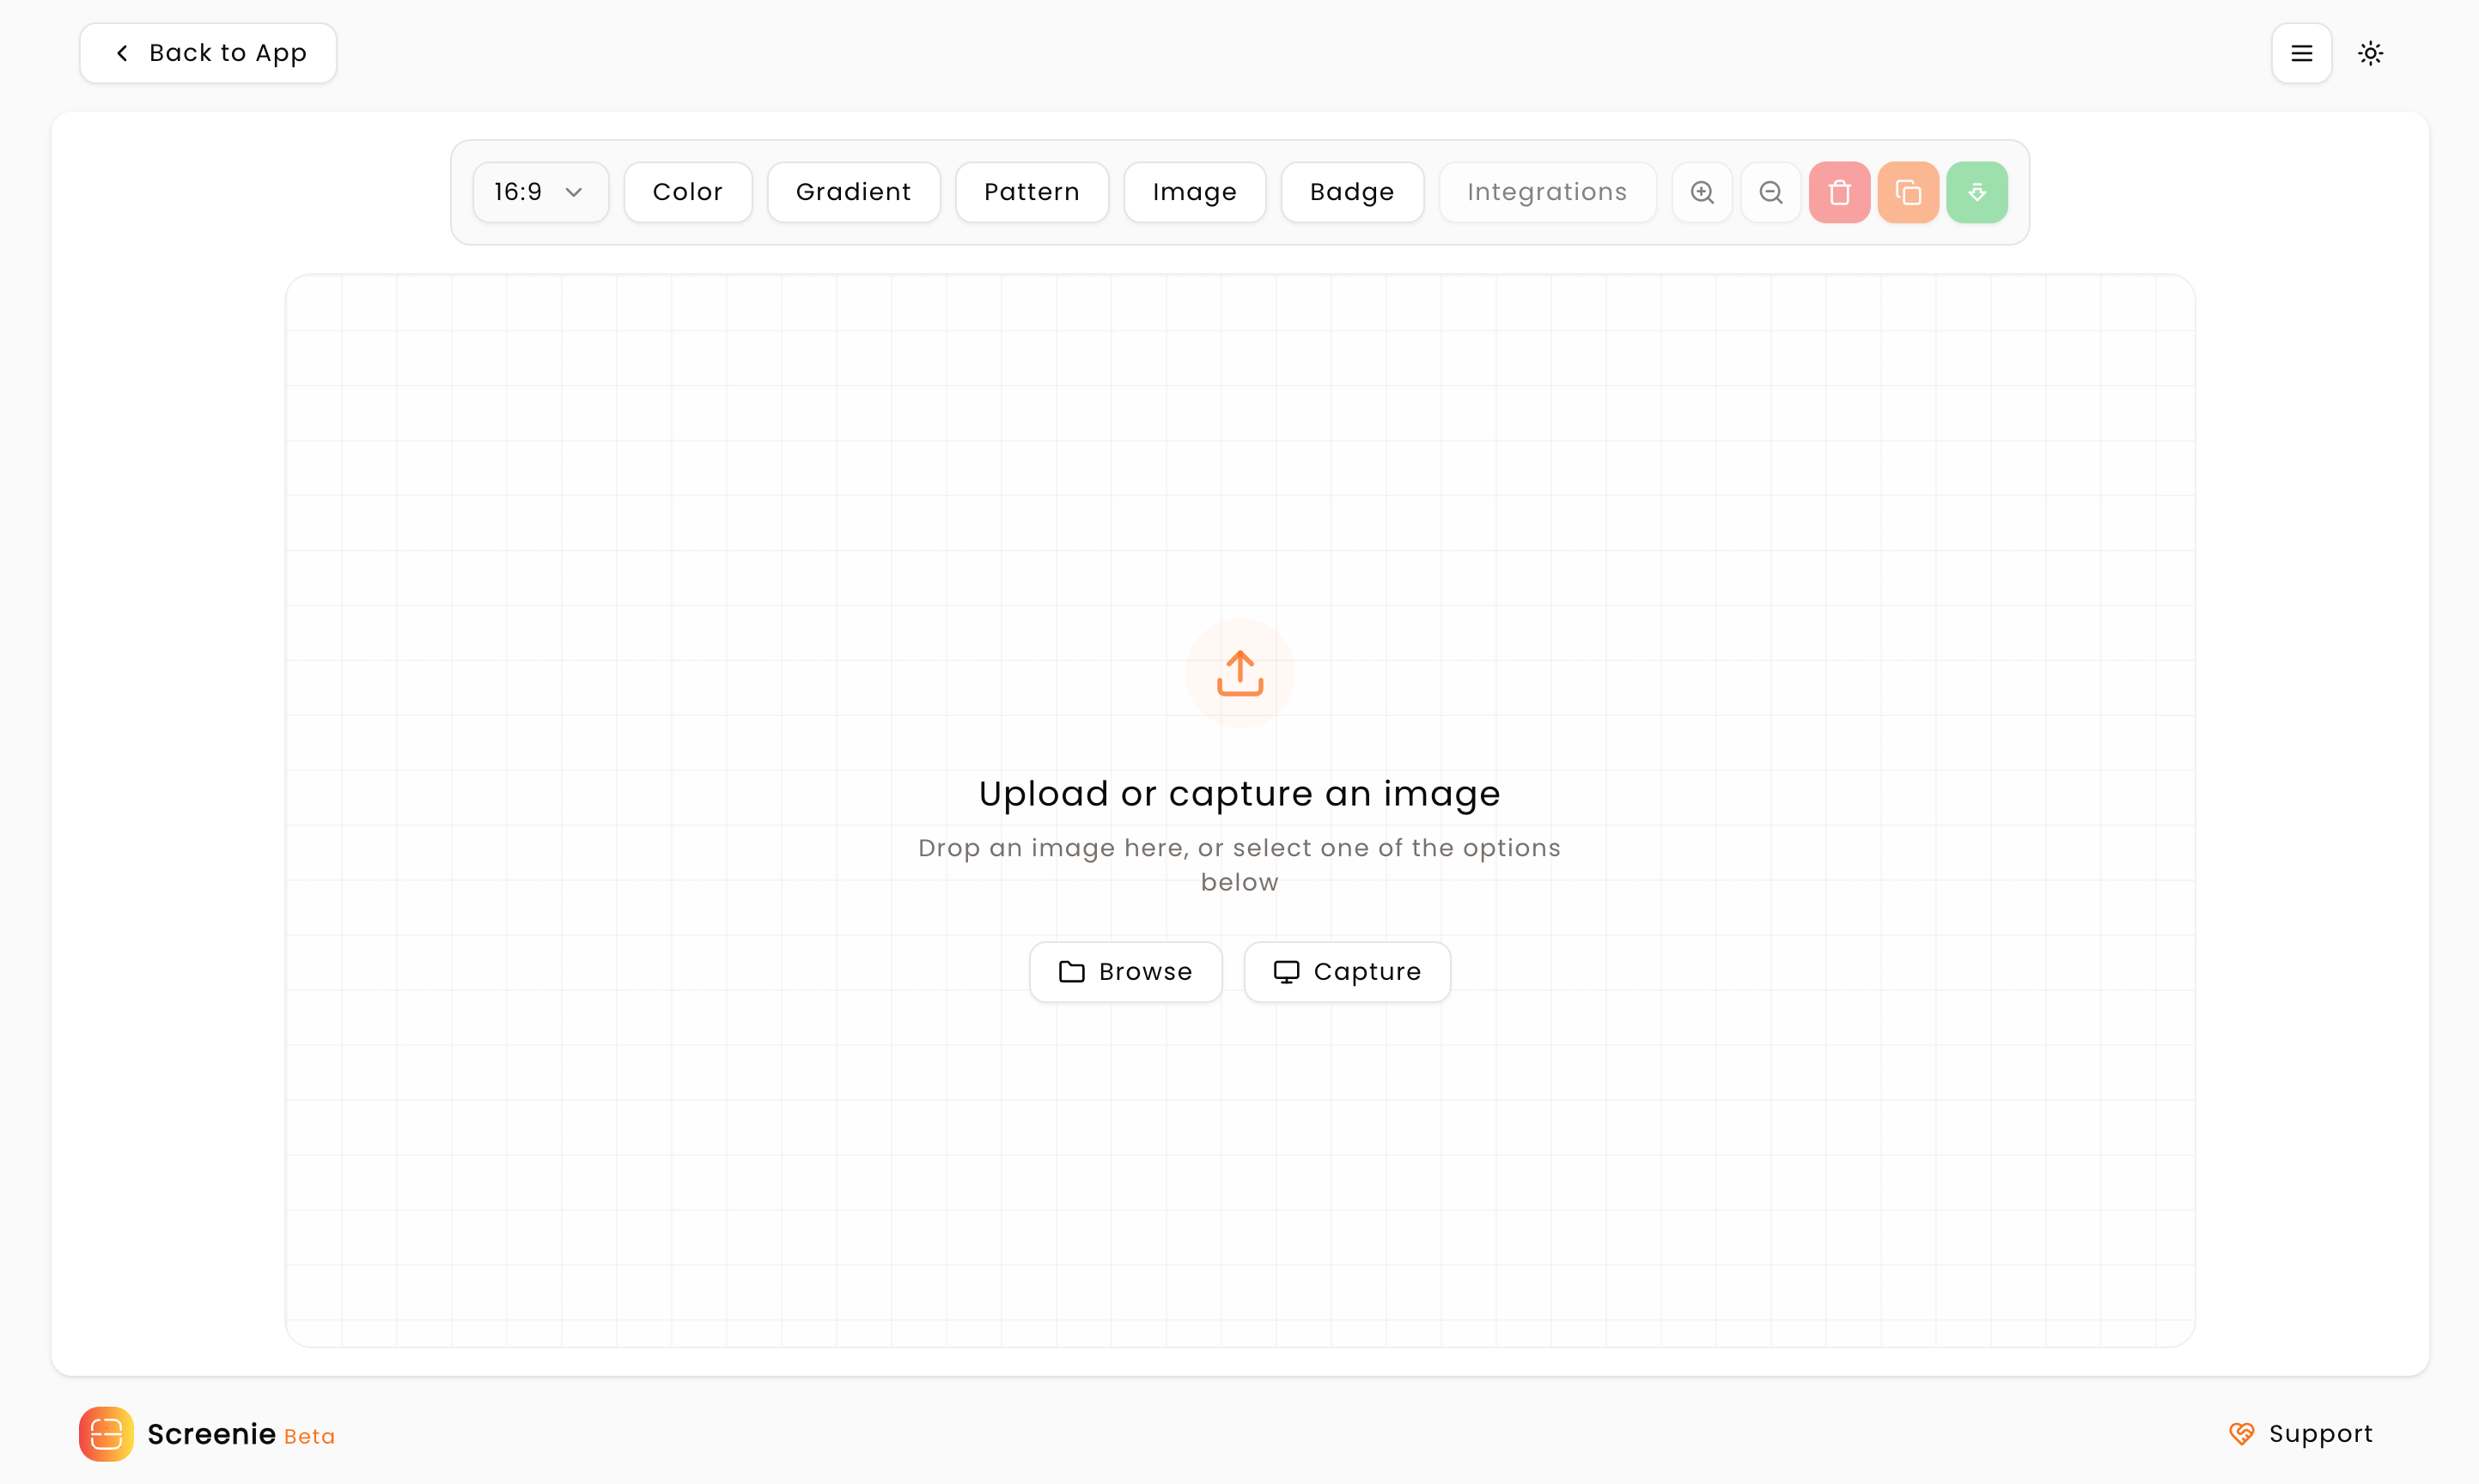 Back to App
16:9 Color Gradient Pattern Image Badge Integrations
Upload or capture an image
Drop an image here, or select one of the options
below
Browse Capture
Screenie Beta
Support